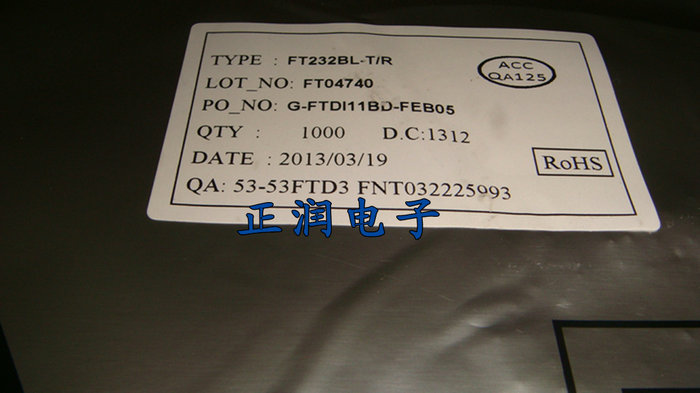 TYPE : FT232BL-T/R
ACC
QA125
LOT_NO: FT04740
PO_NO: G-FTDI11BD-FEB05
QTY : 1000 D.C:1312
DATE : 2013/03/19
RoHS
QA: 53-53FTD3 FNT032225993
正润电子